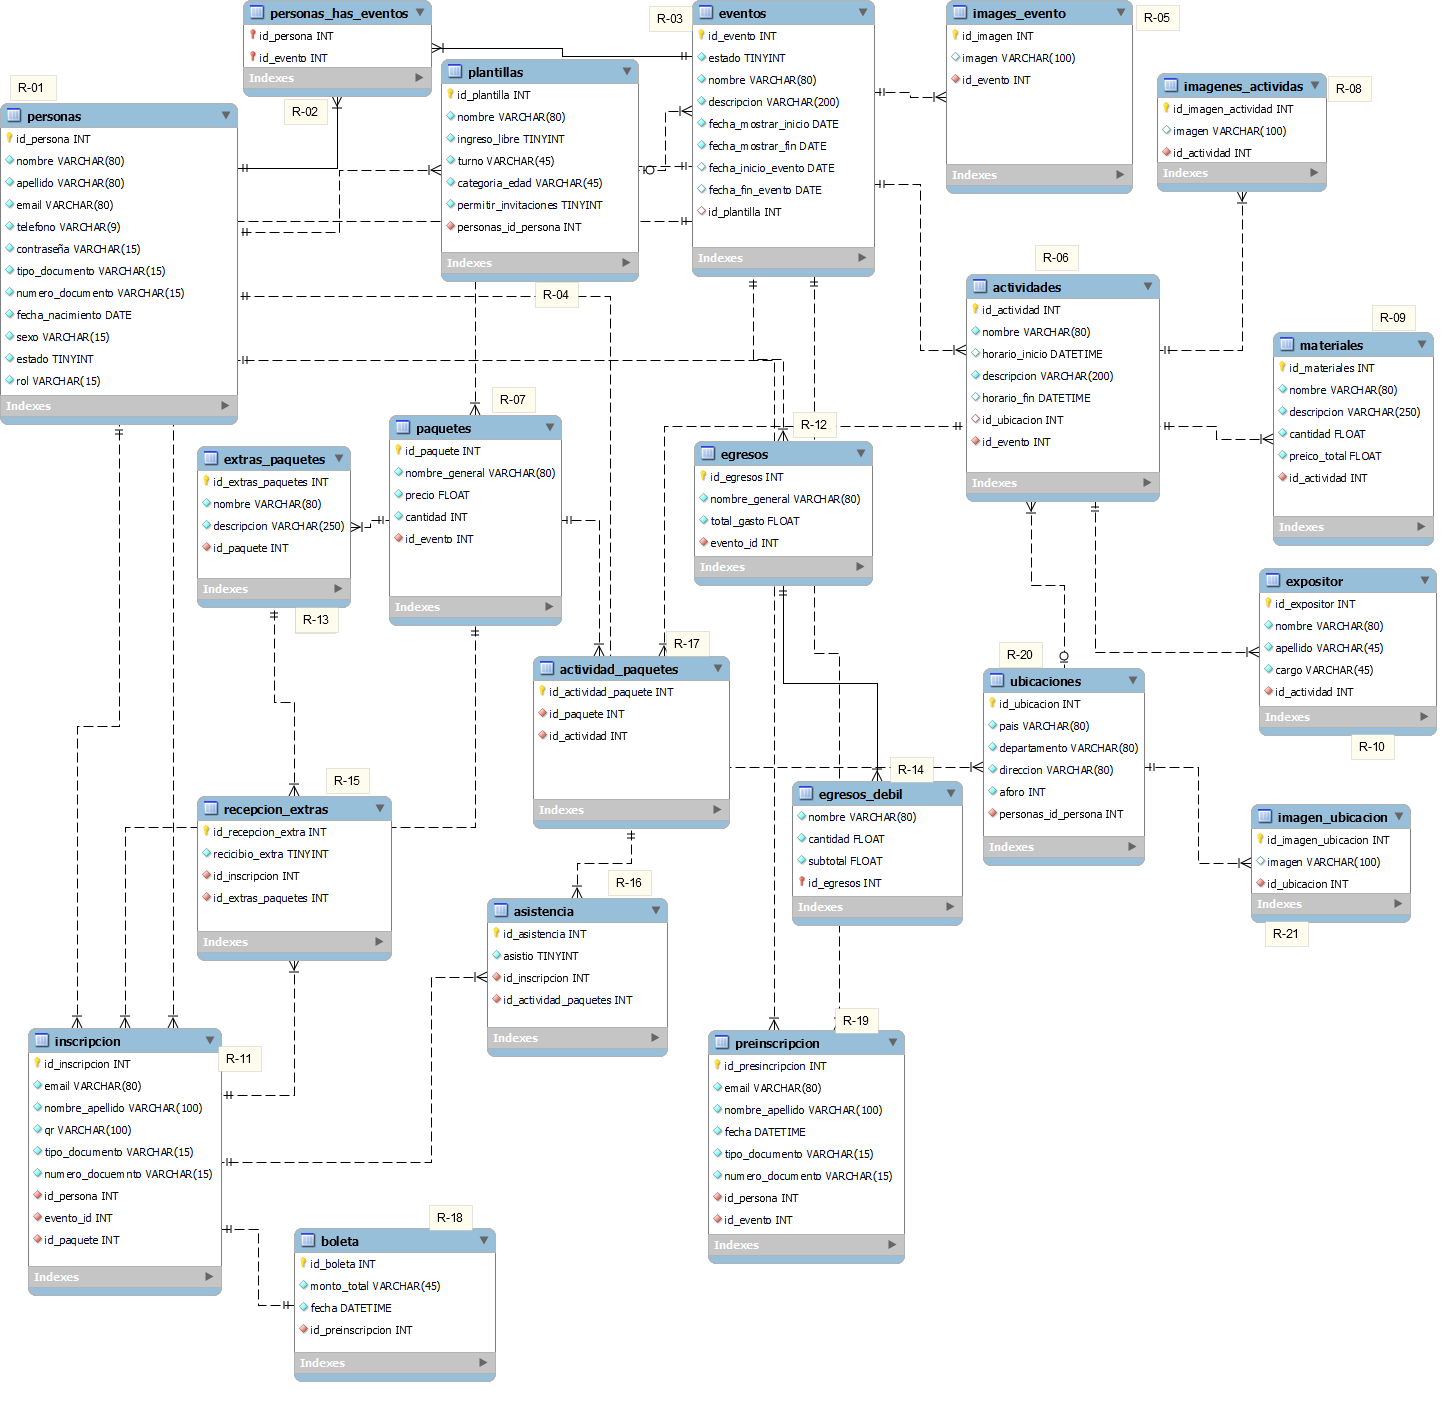 personas_has_eventos
id_persona INT
id_evento INT
Indexes
R-02
R-01
personas
id_persona INT
nombre VARCHAR(80)
apellido VARCHAR(80)
email VARCHAR(80)
telefono VARCHAR(9)
contraseña VARCHAR(15)
tipo_documento VARCHAR(15)
numero_documento VARCHAR(15)
fecha_nacimiento DATE
sexo VARCHAR(15)
estado TINYINT
rol VARCHAR(15)
Indexes
plantillas
id_plantilla INT
nombre VARCHAR(80)
ingreso_libre TINYINT
turno VARCHAR(45)
categoria_edad VARCHAR(45)
permitir_invitaciones TINYINT
personas_id_persona INT
Indexes
R-04
R-03
eventos
id_evento INT
estado TINYINT
nombre VARCHAR(80)
descripcion VARCHAR(200)
fecha_mostrar_inicio DATE
fecha_mostrar_fin DATE
fecha_inicio_evento DATE
fecha_fin_evento DATE
id_plantilla INT
Indexes
images_evento
id_imagen INT
imagen VARCHAR(100)
id_evento INT
Indexes
R-05
imagenes_actividas
id_imagen_actividad INT
imagen VARCHAR(100)
id_actividad INT
Indexes
R-08
R-06
actividades
id_actividad INT
nombre VARCHAR(80)
horario_inicio DATETIME
descripcion VARCHAR(200)
horario_fin DATETIME
id_ubicacion INT
id_evento INT
Indexes
R-09
materiales
id_materiales INT
nombre VARCHAR(80)
descripcion VARCHAR(250)
cantidad FLOAT
preico_total FLOAT
id_actividad INT
Indexes
R-07
paquetes
id_paquete INT
nombre_general VARCHAR(80)
precio FLOAT
cantidad INT
id_evento INT
Indexes
extras_paquetes
id_extras_paquetes INT
nombre VARCHAR(80)
descripcion VARCHAR(250)
id_paquete INT
Indexes
R-13
R-12
egresos
id_egresos INT
nombre_general VARCHAR(80)
total_gasto FLOAT
evento_id INT
Indexes
expositor
id_expositor INT
nombre VARCHAR(80)
apellido VARCHAR(45)
cargo VARCHAR(45)
id_actividad INT
Indexes
R-10
R-17
actividad_paquetes
id_actividad_paquete INT
id_paquete INT
id_actividad INT
Indexes
R-20
ubicaciones
id_ubicacion INT
pais VARCHAR(80)
departamento VARCHAR(80)
direccion VARCHAR(80)
aforo INT
personas_id_persona INT
Indexes
R-14
egresos_debil
nombre VARCHAR(80)
cantidad FLOAT
subtotal FLOAT
id_egresos INT
Indexes
imagen_ubicacion
id_imagen_ubicacion INT
imagen VARCHAR(100)
id_ubicacion INT
Indexes
R-21
R-15
recepcion_extras
id_recepcion_extra INT
recicibio_extra TINYINT
id_inscripcion INT
id_extras_paquetes INT
Indexes
R-16
asistencia
id_asistencia INT
asistio TINYINT
id_inscripcion INT
id_actividad_paquetes INT
Indexes
inscripcion
R-11
id_inscripcion INT
email VARCHAR(80)
nombre_apellido VARCHAR(100)
qr VARCHAR(100)
tipo_documento VARCHAR(15)
numero_docuemnto VARCHAR(15)
id_persona INT
evento_id INT
id_paquete INT
Indexes
R-19
preinscripcion
id_presincripcion INT
email VARCHAR(80)
nombre_apellido VARCHAR(100)
fecha DATETIME
tipo_documento VARCHAR(15)
numero_documento VARCHAR(15)
id_persona INT
id_evento INT
Indexes
R-18
boleta
id_boleta INT
monto_total VARCHAR(45)
fecha DATETIME
id_preinscripcion INT
Indexes